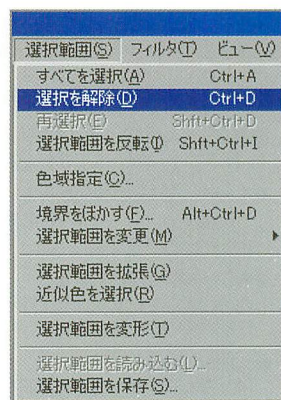 選択範囲(S) フィルタ(T) ビュー(V)
すべてを選択(A) Ctrl+A
選択を解除(D) Ctrl+D
再選択(E) Shft+Ctrl+D
選択範囲を反転(I) Shft+Ctrl+I
色域指定(C)...
境界をぼかす(F)... Alt+Ctrl+D
選択範囲を変更(M)
選択範囲を拡張(G)
近似色を選択(R)
選択範囲を変形(T)
選択範囲を読み込む(L)...
選択範囲を保存(S)...